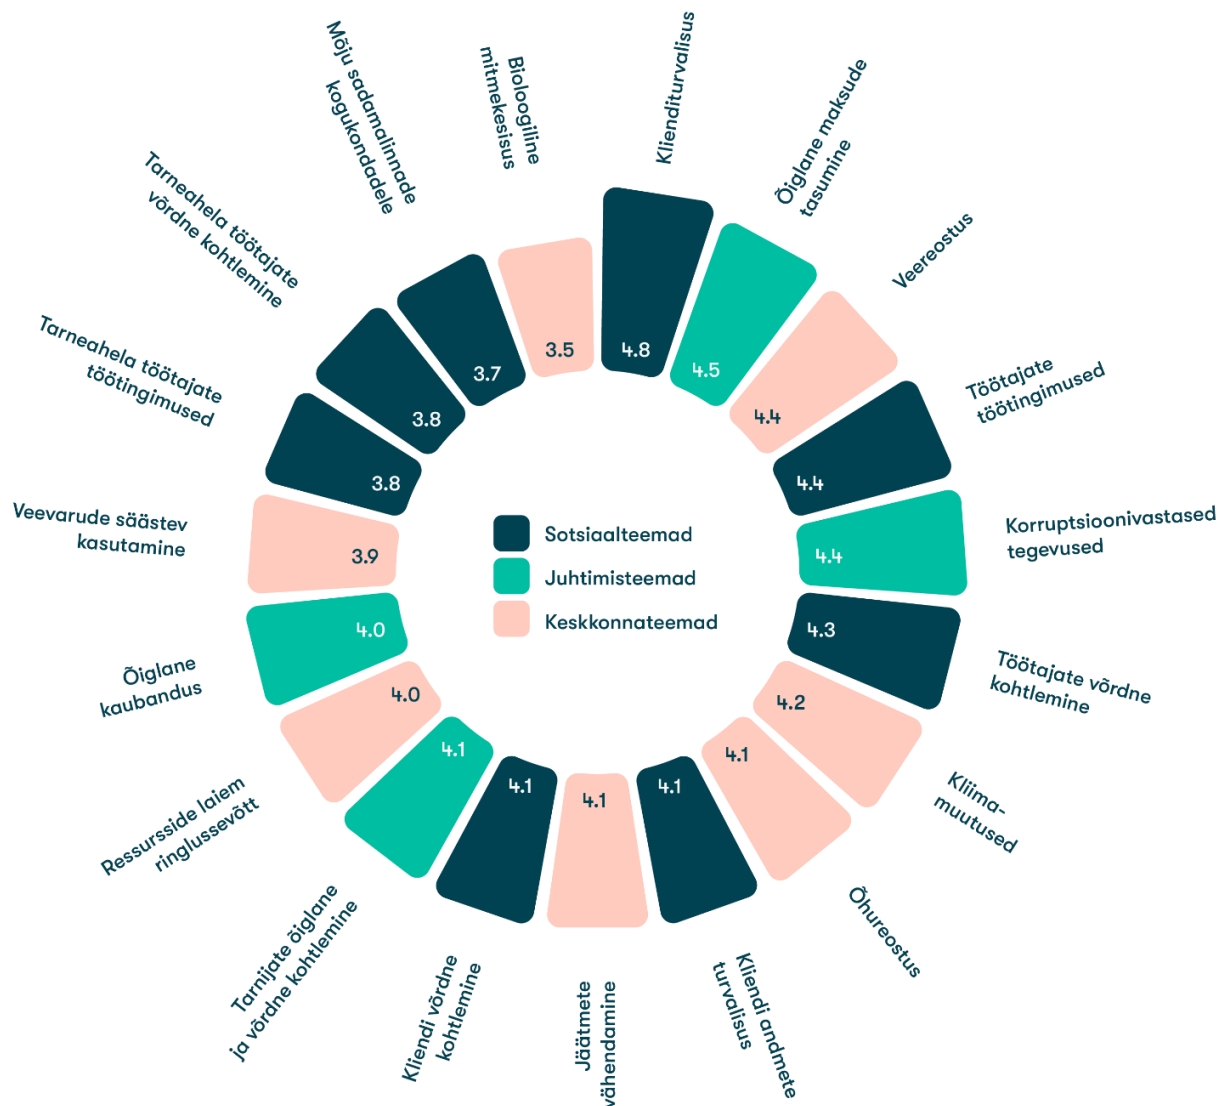 Klienditurvalisus
4.8
Õiglane maksude
tasumine
4.5
Veereostus
4.4
Töötajate
töötingimused
4.4
Korruptsioonivastased
tegevused
4.4
Töötajate võrdne
kohtlemine
4.3
Kliima-
muutused
4.2
Õhureostus
4.1
Kliendi andmete
turvalisus
4.1
Jäätmete
vähendamine
4.1
Kliendi võrdne
kohtlemine
4.1
Tarnijate õiglane
ja võrdne kohtlemine
4.1
Ressursside laiem
ringlussevõtt
4.0
Õiglane
kaubandus
4.0
Veevarude säästev
kasutamine
3.9
Tarneahela töötajate
töötingimused
3.8
Tarneahela töötajate
võrdne kohtlemine
3.8
Mõju sadamalinnade
kogukondadele
3.7
Bioloogiline
mitmekesisus
3.5
Sotsiaalteemad
Juhtimisteemad
Keskkonnateemad